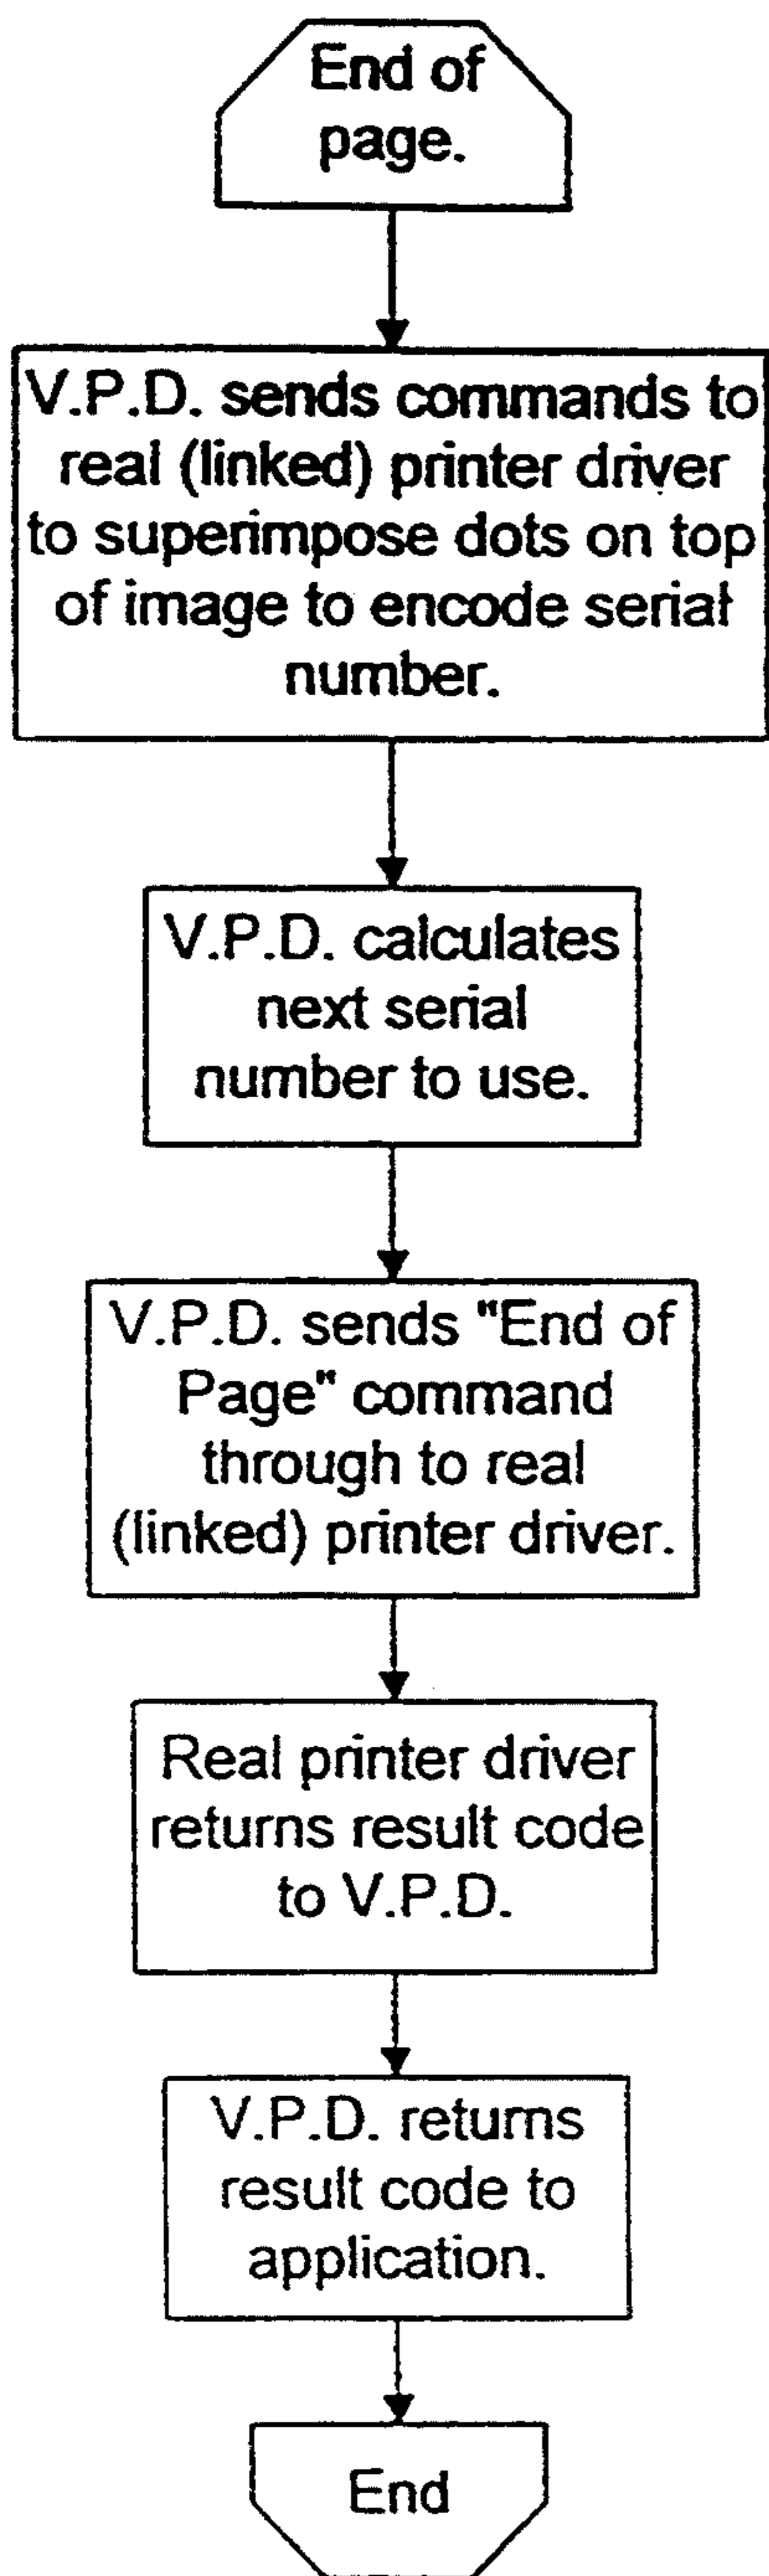 End of
page.
V.P.D. sends commands to
real (linked) printer driver
to superimpose dots on top
of image to encode serial
number.
V.P.D. calculates
next serial
number to use.
V.P.D. sends "End of
Page" command
through to real
(linked) printer driver.
Real printer driver
returns result code
to V.P.D.
V.P.D. returns
result code to
application.
End